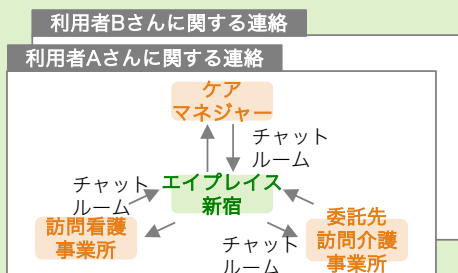 利用者Bさんに関する連絡
利用者Aさんに関する連絡
ケア
マネジャー
チャット
ルーム
チャット
ルーム
エイプレイス
新宿
訪問看護
事業所
チャット
ルーム
委託先
訪問介護
事業所